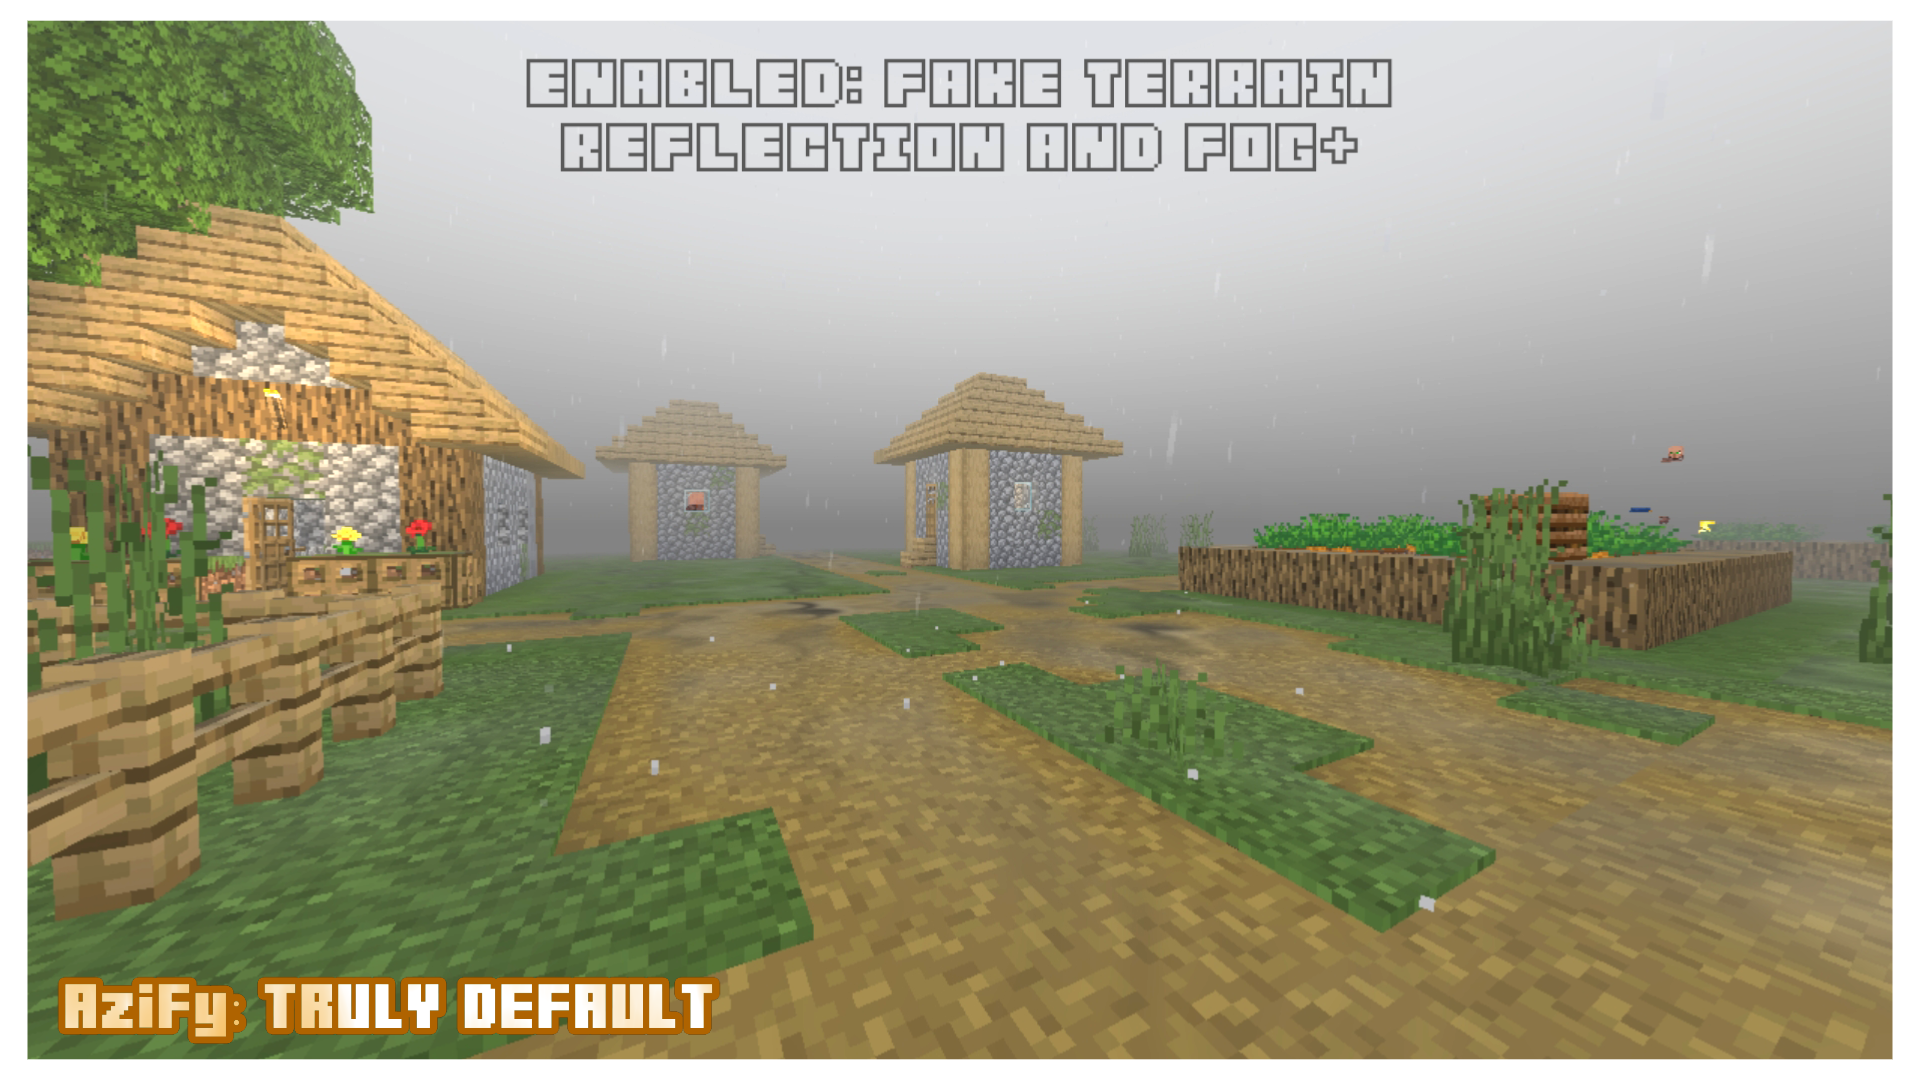 ENABLED: FAKE TERRAIN
REFLECTION AND FOG+
AziFy: TRULY DEFAULT